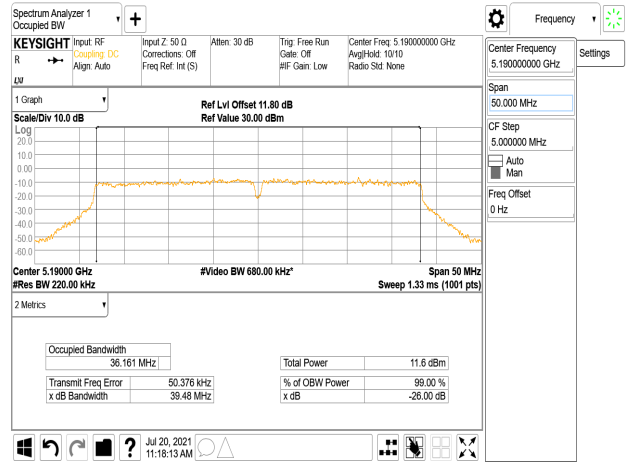 Spectrum Analyzer 1
Occupied BW
Frequency
KEYSIGHT
R
LXI
Input: RF
Coupling: DC
Align: Auto
Input Z: 50 Ω
Corrections: Off
Freq Ref: Int (S)
Atten: 30 dB
Trig: Free Run
Gate: Off
#IF Gain: Low
Center Freq: 5.190000000 GHz
Avg|Hold: 10/10
Radio Std: None
Center Frequency
5.190000000 GHz
Settings
Span
50.000 MHz
CF Step
5.000000 MHz
Auto
Man
Freq Offset
0 Hz
1 Graph
Scale/Div 10.0 dB
Ref Lvl Offset 11.80 dB
Ref Value 30.00 dBm
Log
20.0
10.0
0.00
-10.0
-20.0
-30.0
-40.0
-50.0
-60.0
Center 5.19000 GHz
#Res BW 220.00 kHz
#Video BW 680.00 kHz*
Span 50 MHz
Sweep 1.33 ms (1001 pts)
2 Metrics
Occupied Bandwidth
36.161 MHz
Total Power 11.6 dBm
Transmit Freq Error 50.376 kHz
% of OBW Power 99.00 %
x dB Bandwidth 39.48 MHz
x dB -26.00 dB
?
Jul 20, 2021
11:18:13 AM